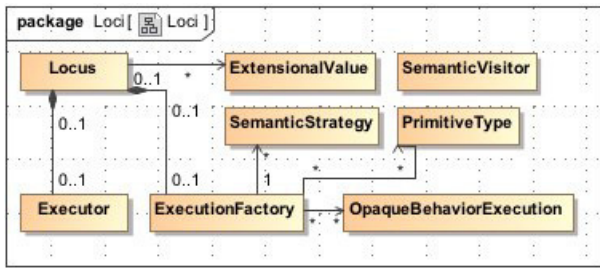 package Loci [ Loci ]
Locus
ExtensionalValue
SemanticVisitor
0..1
*
0..1
0..1
SemanticStrategy
PrimitiveType
*
*
*
0..1
0..1
1
Executor
ExecutionFactory
OpaqueBehaviorExecution
*
*